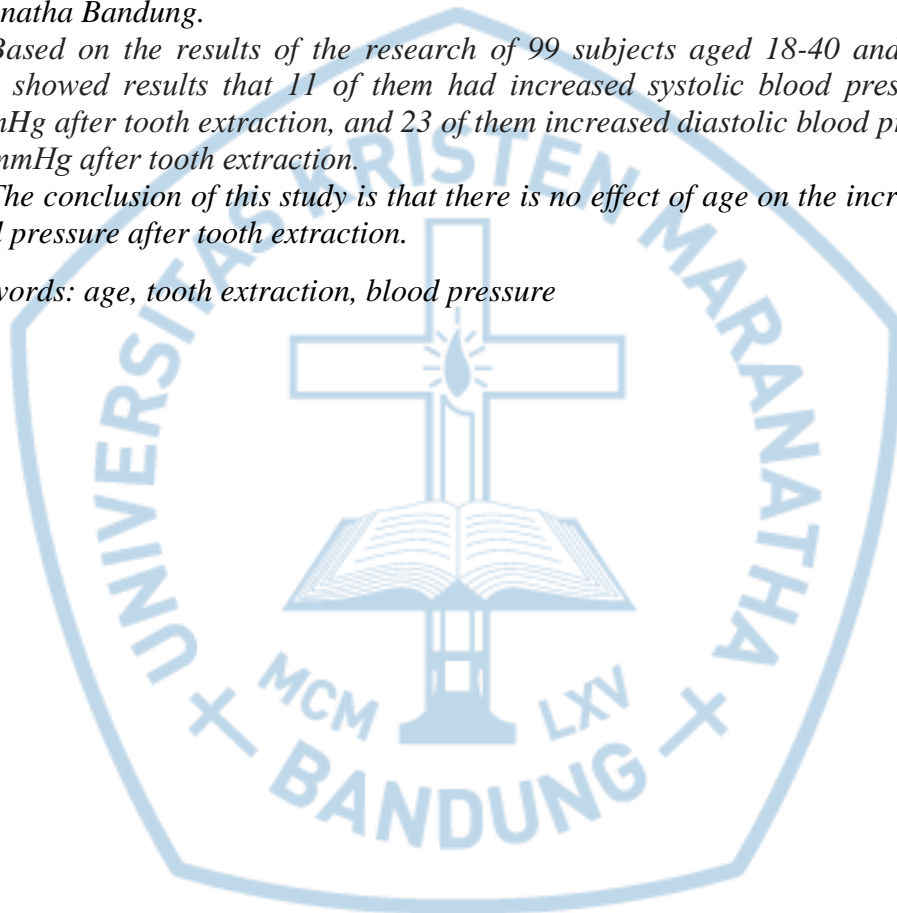 natha Bandung.
Based on the results of the research of 99 subjects aged 18-40 and
showed results that 11 of them had increased systolic blood pres
mHg after tooth extraction, and 23 of them increased diastolic blood p
mmHg after tooth extraction.
The conclusion of this study is that there is no effect of age on the incr
pressure after tooth extraction.
words: age, tooth extraction, blood pressure
UNIVERSITAS KRISTEN MARANATHA
MCM LXV
BANDUNG